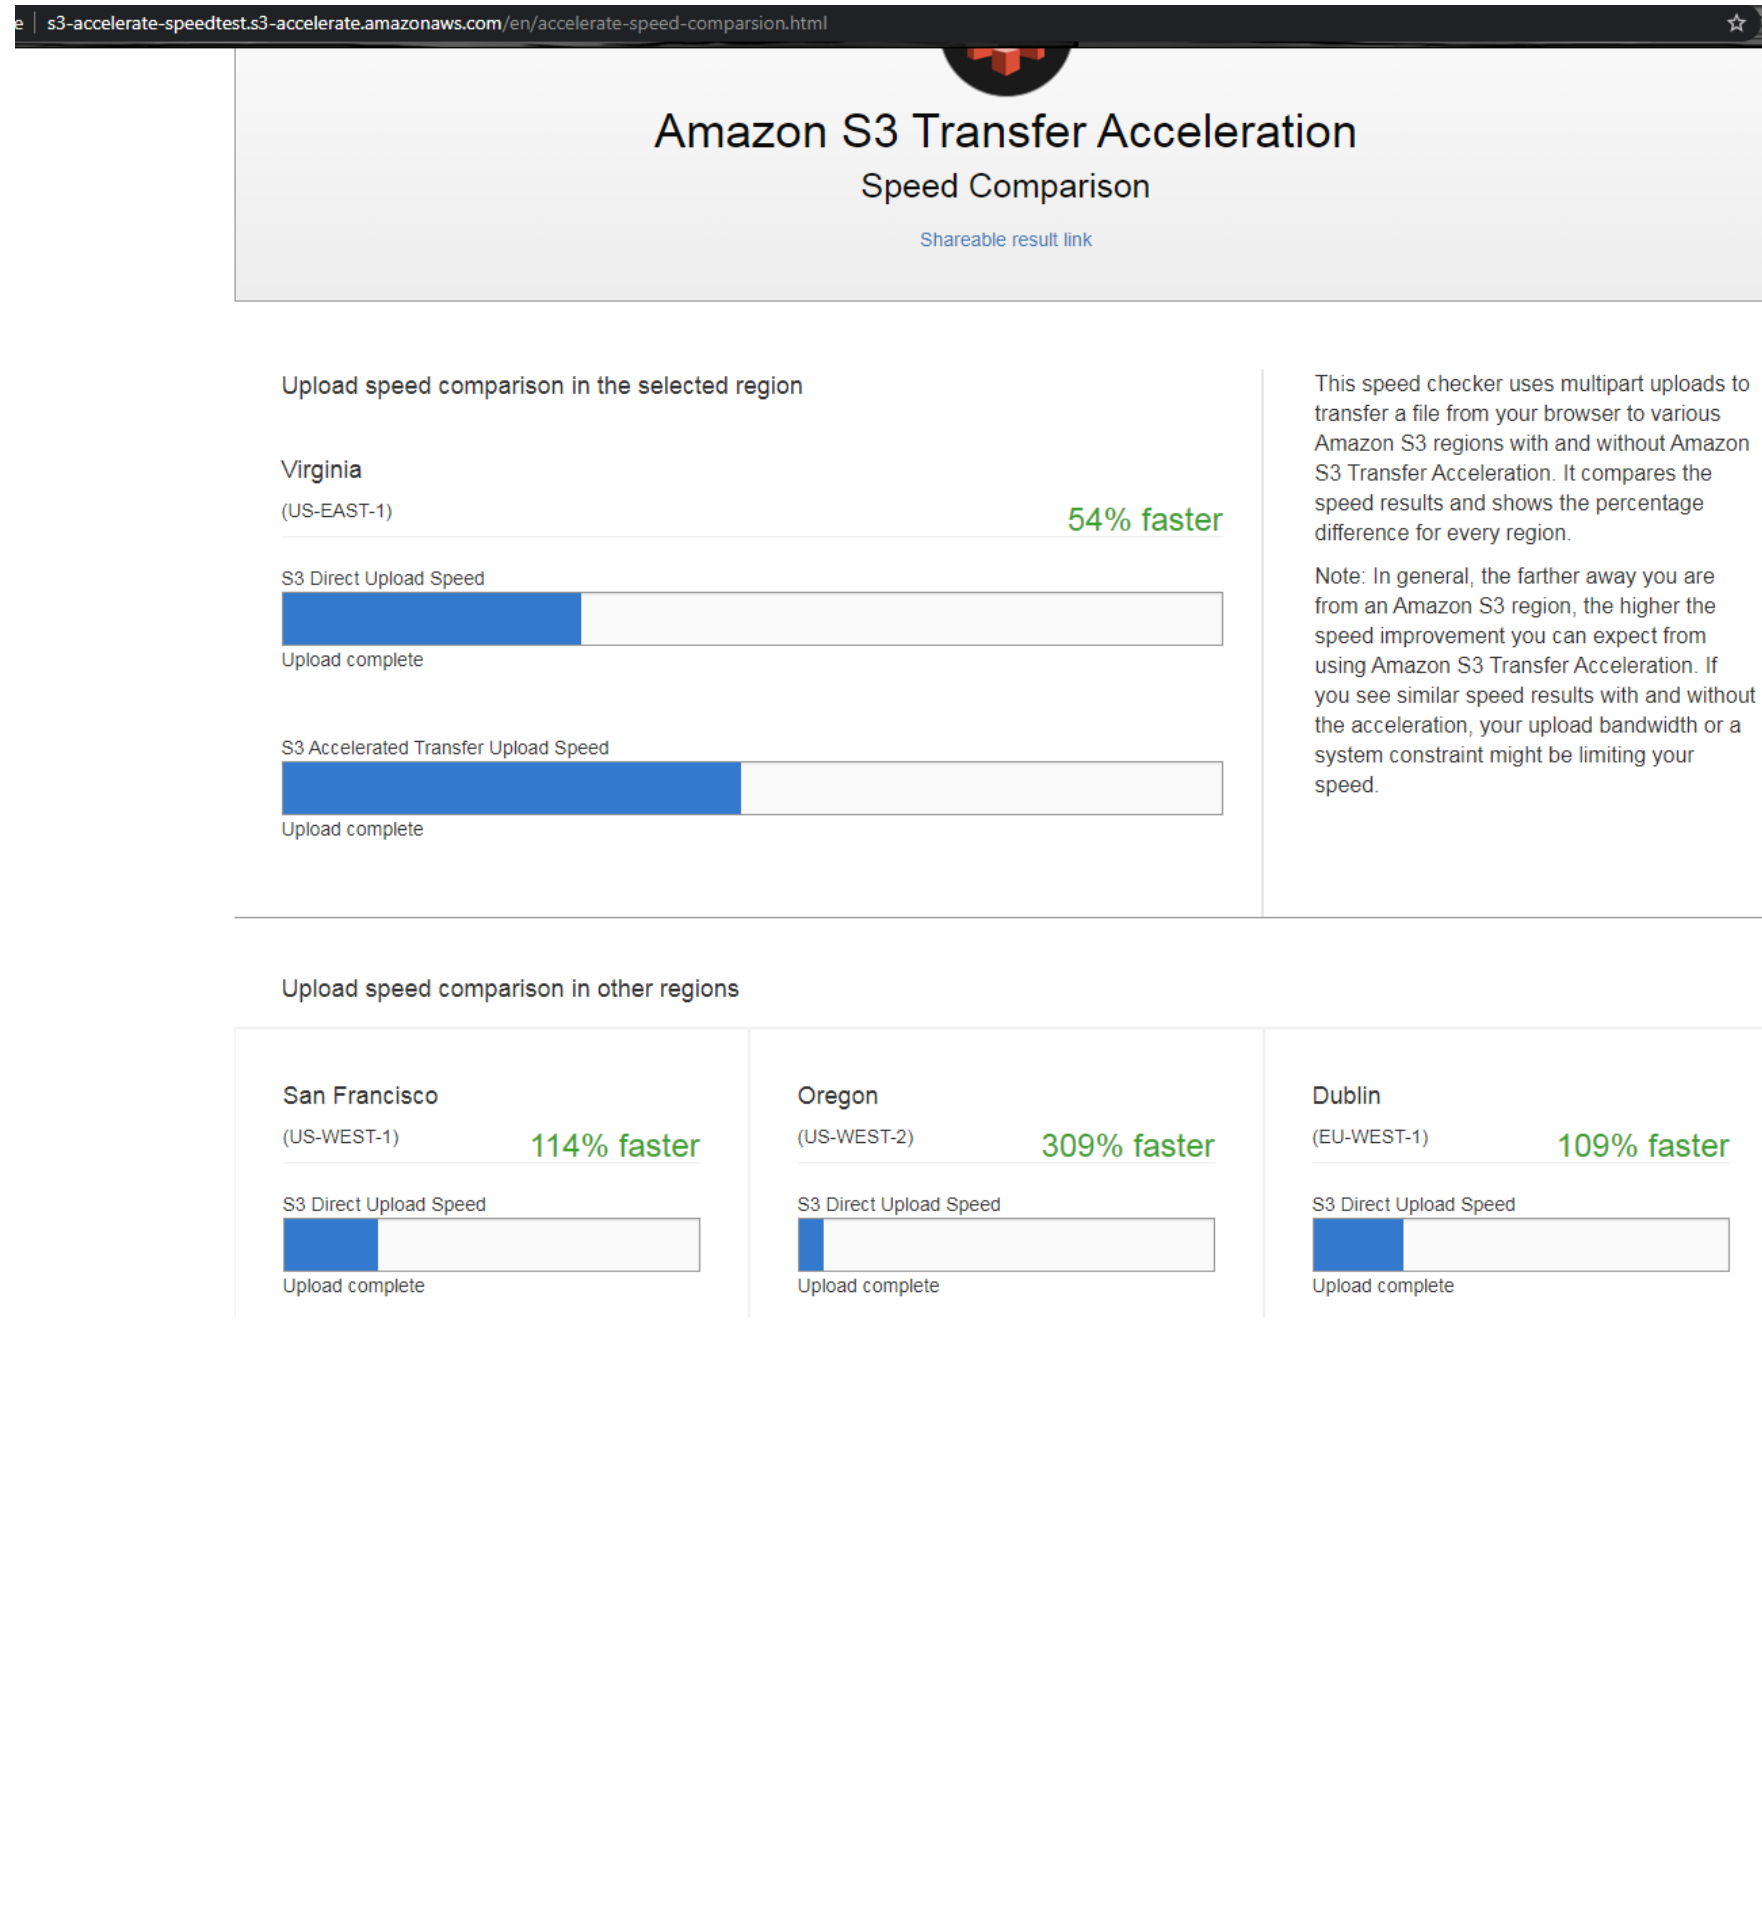 e | s3-accelerate-speedtest.s3-accelerate.amazonaws.com/en/accelerate-speed-comparsion.html
Amazon S3 Transfer Acceleration
Speed Comparison
Shareable result link
Upload speed comparison in the selected region
Virginia
(US-EAST-1)
54% faster
S3 Direct Upload Speed
Upload complete
S3 Accelerated Transfer Upload Speed
Upload complete
This speed checker uses multipart uploads to
transfer a file from your browser to various
Amazon S3 regions with and without Amazon
S3 Transfer Acceleration. It compares the
speed results and shows the percentage
difference for every region.
Note: In general, the farther away you are
from an Amazon S3 region, the higher the
speed improvement you can expect from
using Amazon S3 Transfer Acceleration. If
you see similar speed results with and without
the acceleration, your upload bandwidth or a
system constraint might be limiting your
speed.
Upload speed comparison in other regions
San Francisco
(US-WEST-1)
114% faster
S3 Direct Upload Speed
Upload complete
Oregon
(US-WEST-2)
309% faster
S3 Direct Upload Speed
Upload complete
Dublin
(EU-WEST-1)
109% faster
S3 Direct Upload Speed
Upload complete